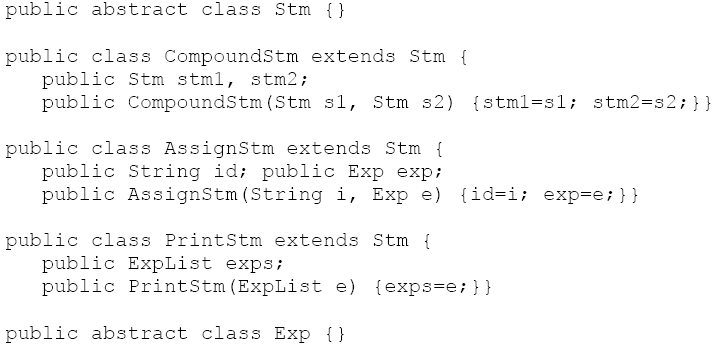 public abstract class Stm {}
public class CompoundStm extends Stm {
public Stm stm1, stm2;
public CompoundStm(Stm s1, Stm s2) {stm1=s1; stm2=s2;}}
public class AssignStm extends Stm {
public String id; public Exp exp;
public AssignStm(String i, Exp e) {id=i; exp=e;}}
public class PrintStm extends Stm {
public ExpList exps;
public PrintStm(ExpList e) {exps=e;}}
public abstract class Exp {}